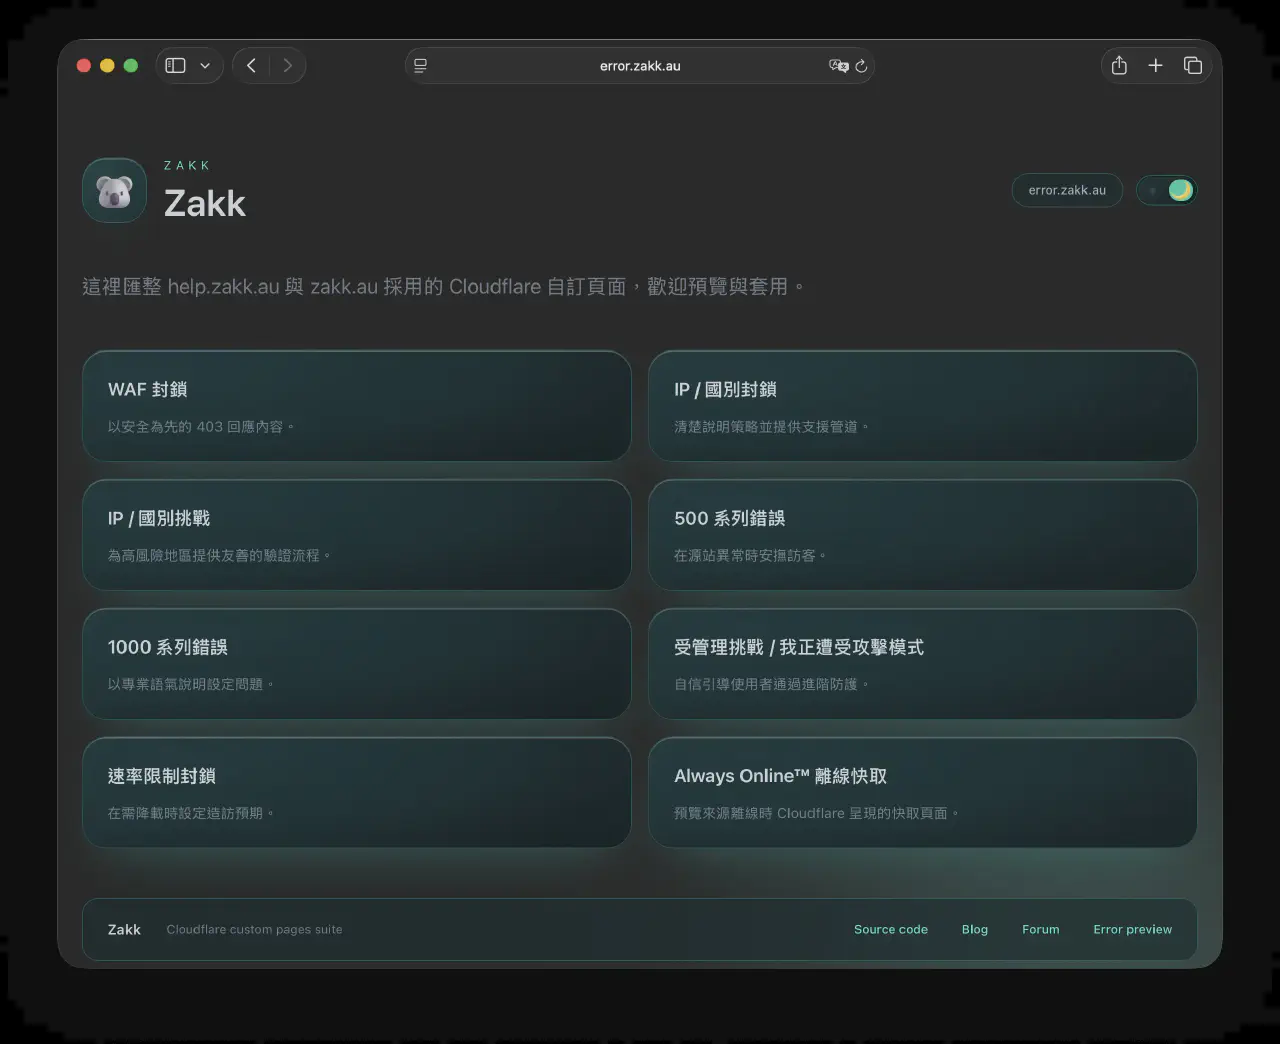 error.zakk.au
ZAKK
Zakk
error.zakk.au
這裡匯整 help.zakk.au 與 zakk.au 採用的 Cloudflare 自訂頁面，歡迎預覽與套用。
WAF 封鎖
以安全為先的 403 回應內容。
IP / 國別封鎖
清楚說明策略並提供支援管道。
IP / 國別挑戰
為高風險地區提供友善的驗證流程。
500 系列錯誤
在源站異常時安撫訪客。
1000 系列錯誤
以專業語氣說明設定問題。
受管理挑戰 / 我正遭受攻擊模式
自信引導使用者通過進階防護。
速率限制封鎖
在需降載時設定造訪預期。
Always Online™ 離線快取
預覽來源離線時 Cloudflare 呈現的快取頁面。
Zakk Cloudflare custom pages suite Source code Blog Forum Error preview